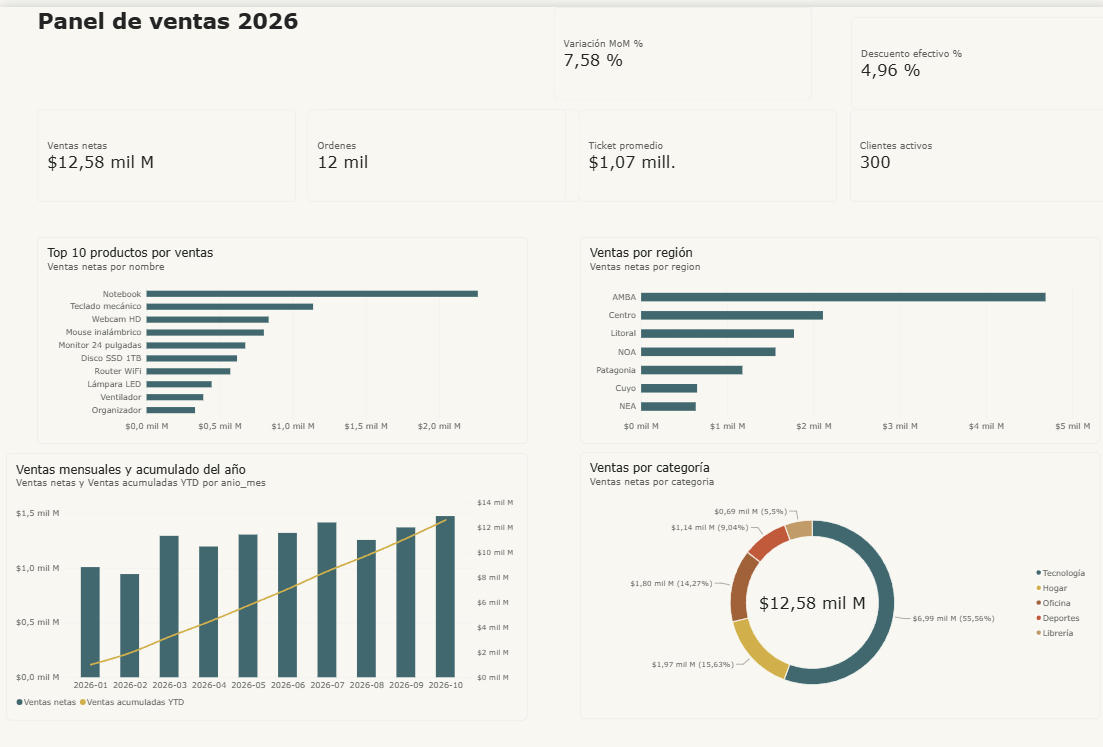 Panel de ventas 2026
Variación MoM %
7,58 %
Descuento efectivo %
4,96 %
Ventas netas
$12,58 mil M
Ordenes
12 mil
Ticket promedio
$1,07 mill.
Clientes activos
300
Top 10 productos por ventas
Ventas netas por nombre
Notebook
Teclado mecánico
Webcam HD
Mouse inalámbrico
Monitor 24 pulgadas
Disco SSD 1TB
Router WiFi
Lámpara LED
Ventilador
Organizador
$0,0 mil M $0,5 mil M $1,0 mil M $1,5 mil M $2,0 mil M
Ventas por región
Ventas netas por region
AMBA
Centro
Litoral
NOA
Patagonia
Cuyo
NEA
$0 mil M $1 mil M $2 mil M $3 mil M $4 mil M $5 mil M
Ventas mensuales y acumulado del año
Ventas netas y Ventas acumuladas YTD por anio_mes
$1,5 mil M
$1,0 mil M
$0,5 mil M
$0,0 mil M
$14 mil M
$12 mil M
$10 mil M
$8 mil M
$6 mil M
$4 mil M
$2 mil M
$0 mil M
2026-01 2026-02 2026-03 2026-04 2026-05 2026-06 2026-07 2026-08 2026-09 2026-10
Ventas netas Ventas acumuladas YTD
Ventas por categoría
Ventas netas por categoria
$0,69 mil M (5,5%)
$1,14 mil M (9,04%)
$1,80 mil M (14,27%)
$12,58 mil M
$6,99 mil M (55,56%)
$1,97 mil M (15,63%)
Tecnología
Hogar
Oficina
Deportes
Librería